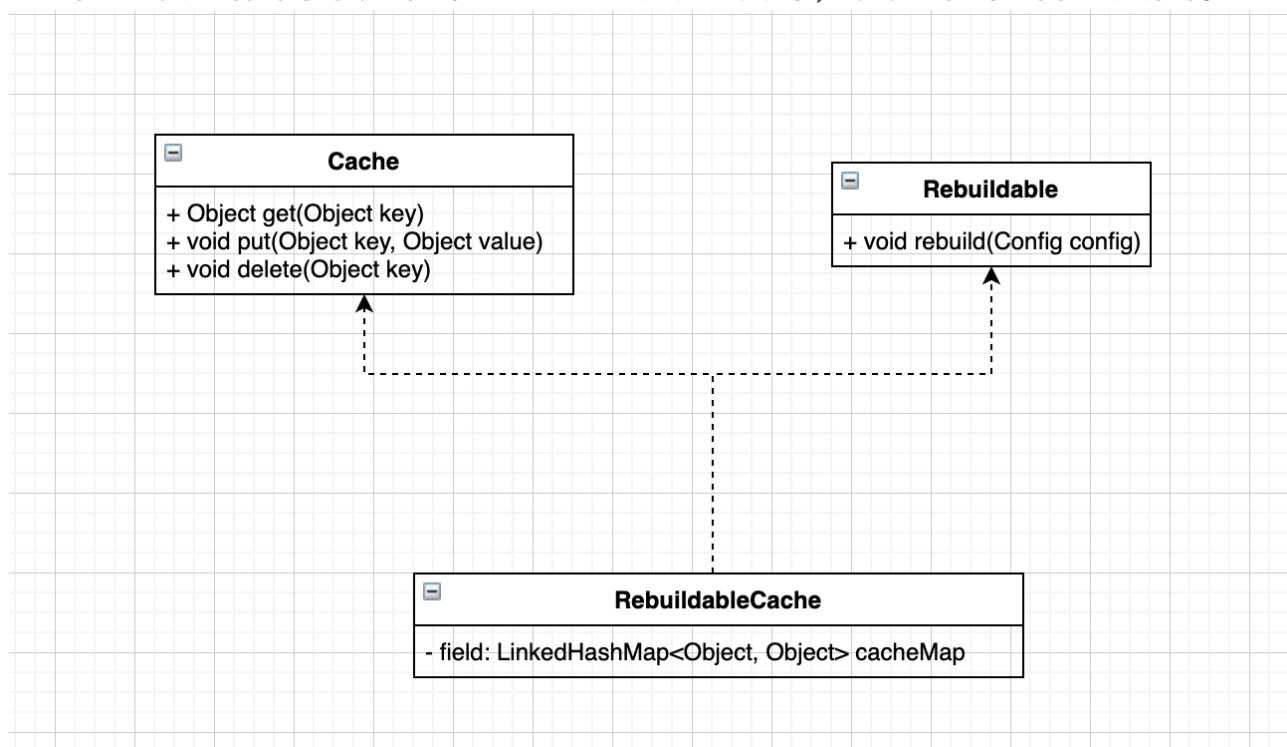 Cache
+ Object get(Object key)
+ void put(Object key, Object value)
+ void delete(Object key)
Rebuildable
+ void rebuild(Config config)
RebuildableCache
- field: LinkedHashMap<Object, Object> cacheMap